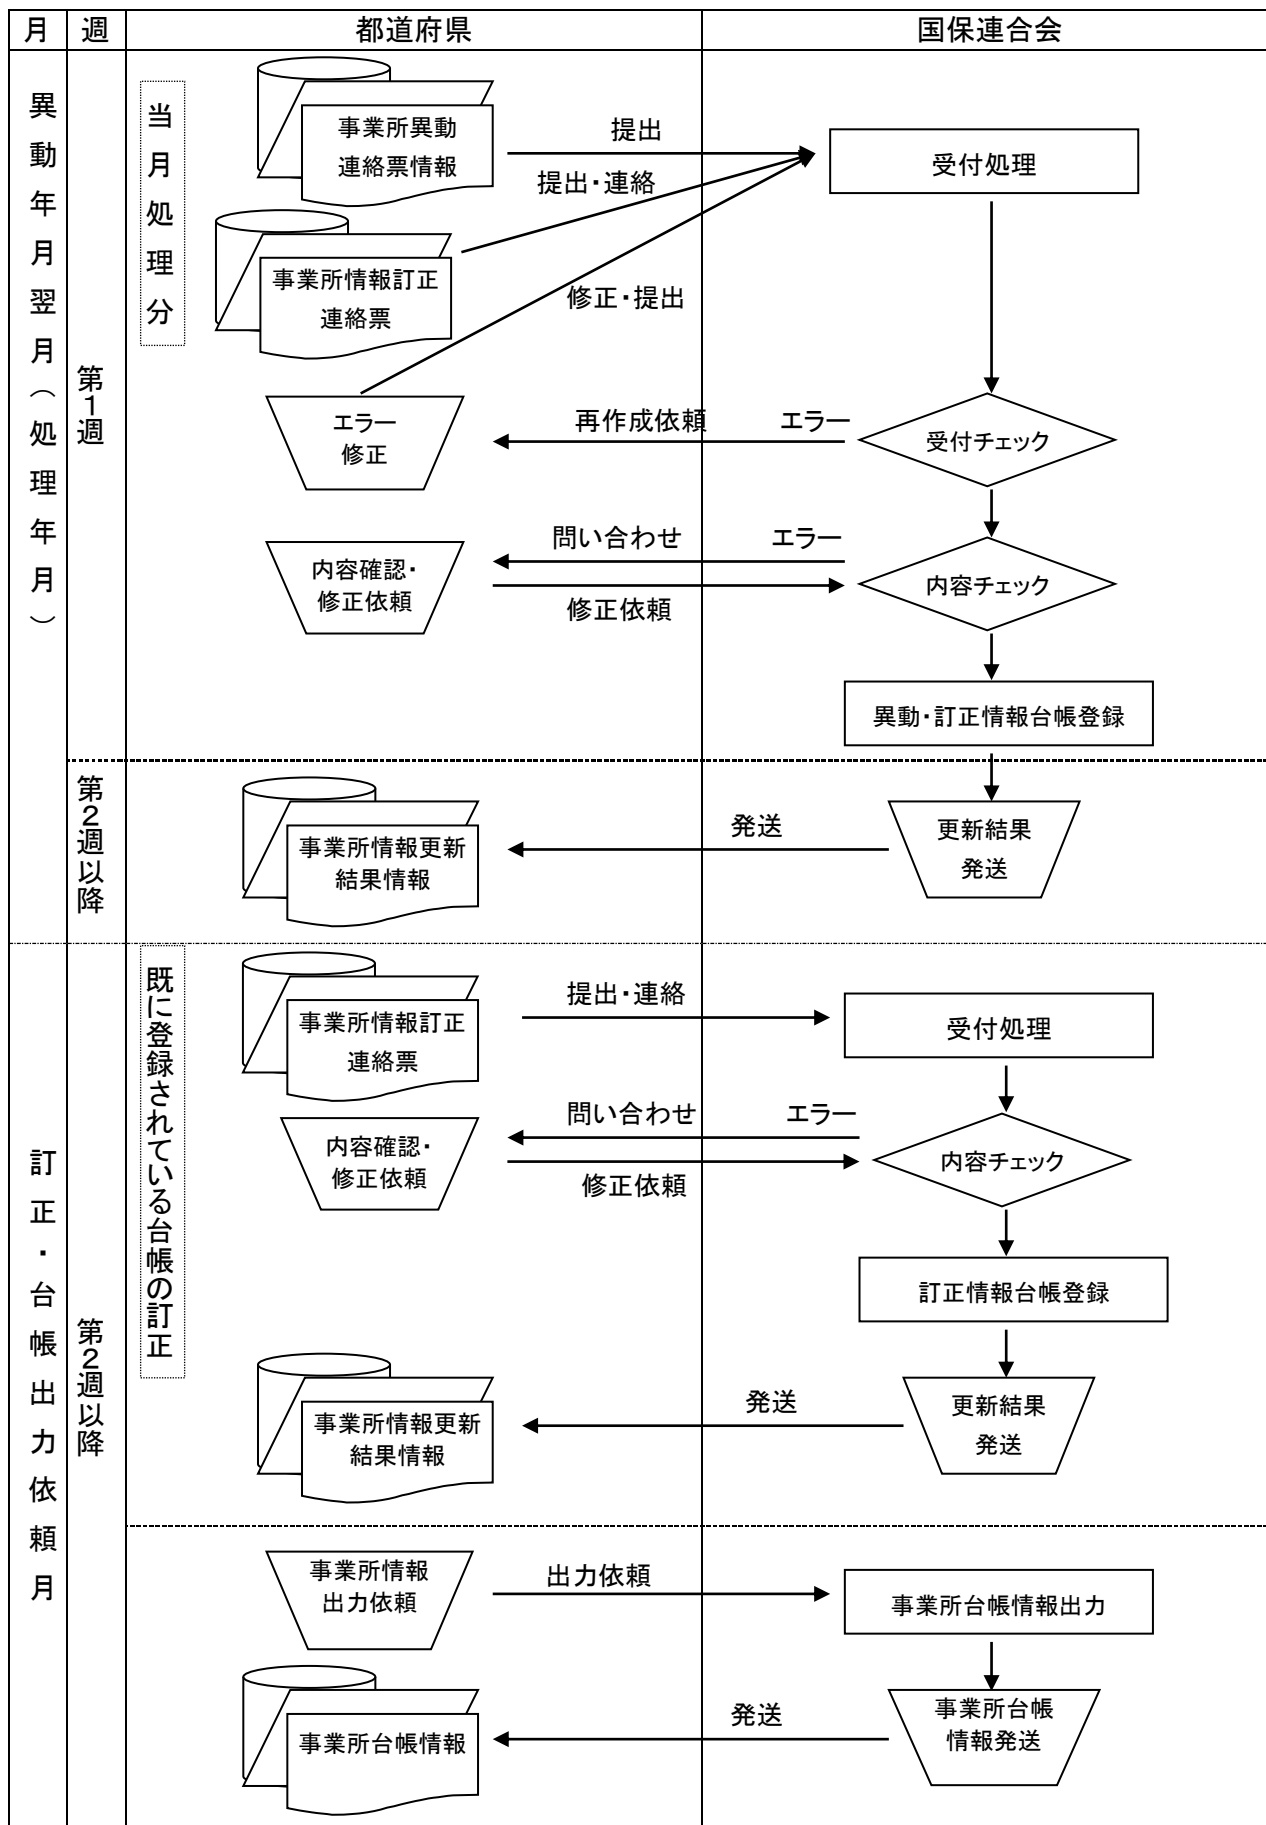 月
週
都道府県
国保連合会
異動年月翌月（処理年月）
第1週
当月処理分
事業所異動
連絡票情報
提出
受付処理
提出・連絡
事業所情報訂正
連絡票
修正・提出
エラー
修正
再作成依頼
エラー
受付チェック
内容確認・
修正依頼
問い合わせ
エラー
修正依頼
内容チェック
異動・訂正情報台帳登録
第2週以降
事業所情報更新
結果情報
発送
更新結果
発送
訂正・台帳出力依頼月
第2週以降
既に登録されている台帳の訂正
事業所情報訂正
連絡票
提出・連絡
受付処理
内容確認・
修正依頼
問い合わせ
エラー
修正依頼
内容チェック
訂正情報台帳登録
事業所情報更新
結果情報
発送
更新結果
発送
事業所情報
出力依頼
出力依頼
事業所台帳情報出力
事業所台帳情報
発送
事業所台帳
情報発送